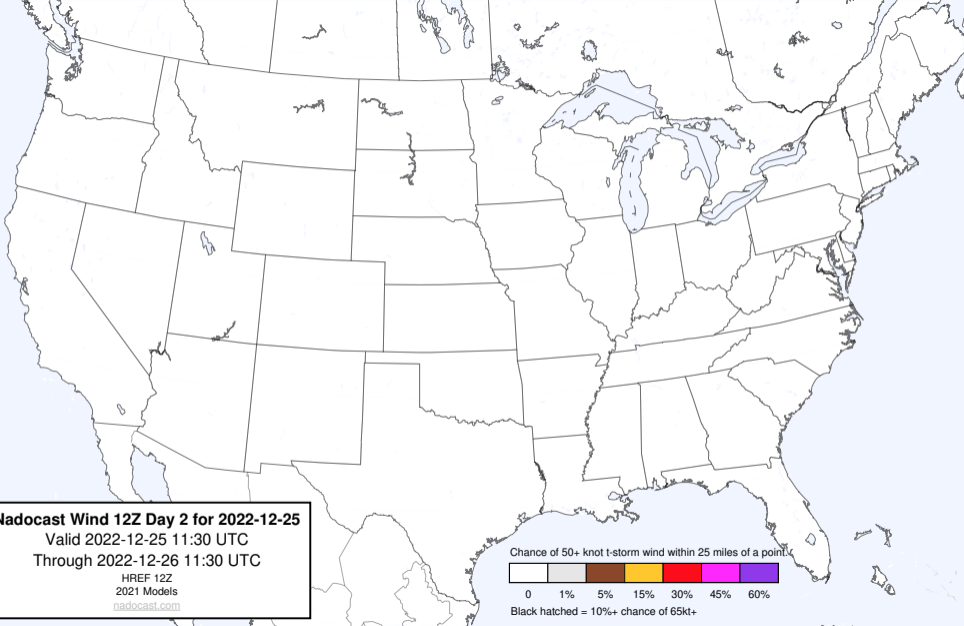 Nadocast Wind 12Z Day 2 for 2022-12-25
Valid 2022-12-25 11:30 UTC
Through 2022-12-26 11:30 UTC
HREF 12Z
2021 Models
nadocast.com
Chance of 50+ knot t-storm wind within 25 miles of a point.
0 1% 5% 15% 30% 45% 60%
Black hatched = 10%+ chance of 65kt+